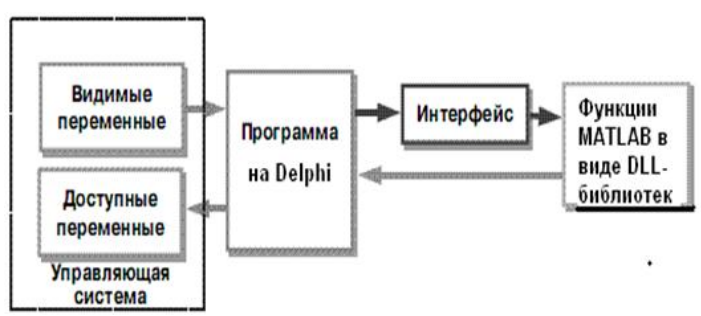 Видимые
переменные
Доступные
переменные
Управляющая
система
Программа
на Delphi
Интерфейс
Функции
MATLAB в
виде DLL-
библиотек